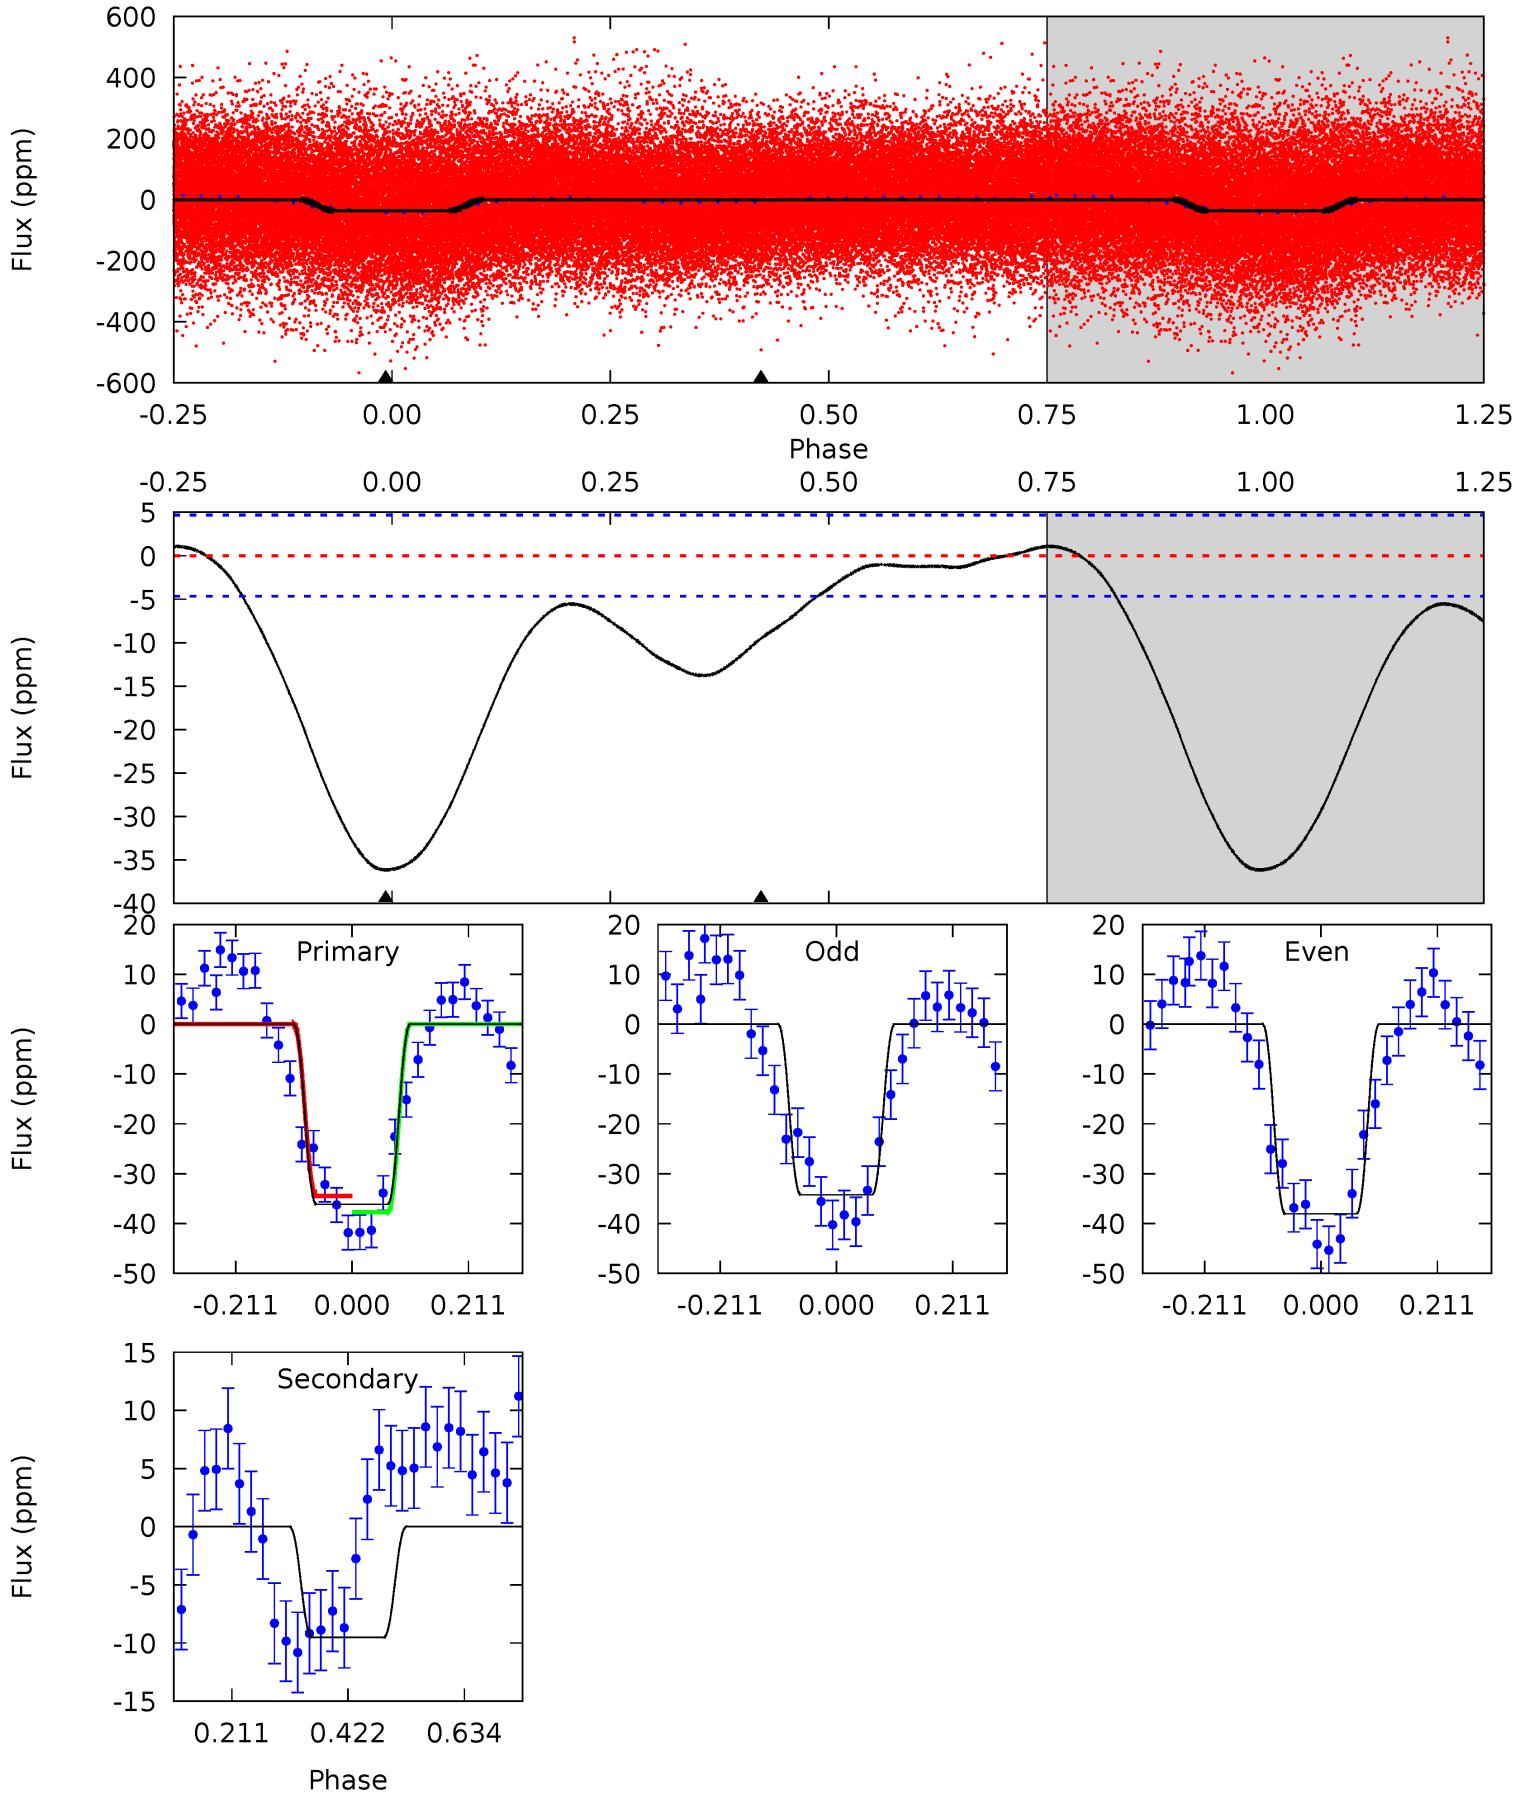 600
400
200
0
-200
-400
-600
Flux (ppm)
-0.25 0.00 0.25 0.50 0.75 1.00 1.25
Phase
-0.25 0.00 0.25 0.50 0.75 1.00 1.25
5
0
-5
-10
-15
-20
-25
-30
-35
-40
Flux (ppm)
Primary Odd Even
20 20 20
10 10 10
0 0 0
-10 -10 -10
-20 -20 -20
-30 -30 -30
-40 -40 -40
-50 -50 -50
Flux (ppm)
-0.211 0.000 0.211 -0.211 0.000 0.211 -0.211 0.000 0.211
Secondary
15
10
5
0
-5
-10
-15
Flux (ppm)
0.211 0.422 0.634
Phase